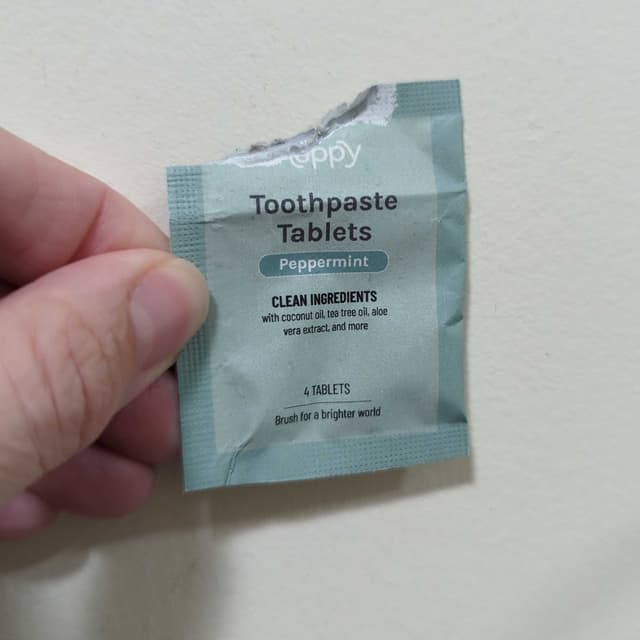 Toothpaste
Tablets
Peppermint
CLEAN INGREDIENTS
with coconut oil, tea tree oil, aloe
vera extract, and more
4 TABLETS
Brush for a brighter world